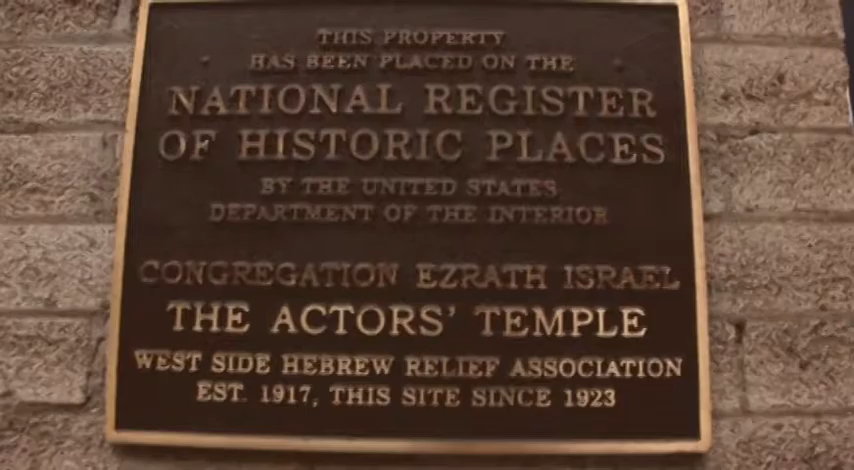 THIS PROPERTY
HAS BEEN PLACED ON THE
NATIONAL REGISTER
OF HISTORIC PLACES
BY THE UNITED STATES
DEPARTMENT OF THE INTERIOR
CONGREGATION EZRATH ISRAEL
THE ACTORS' TEMPLE
WEST SIDE HEBREW RELIEF ASSOCIATION
EST. 1917, THIS SITE SINCE 1923